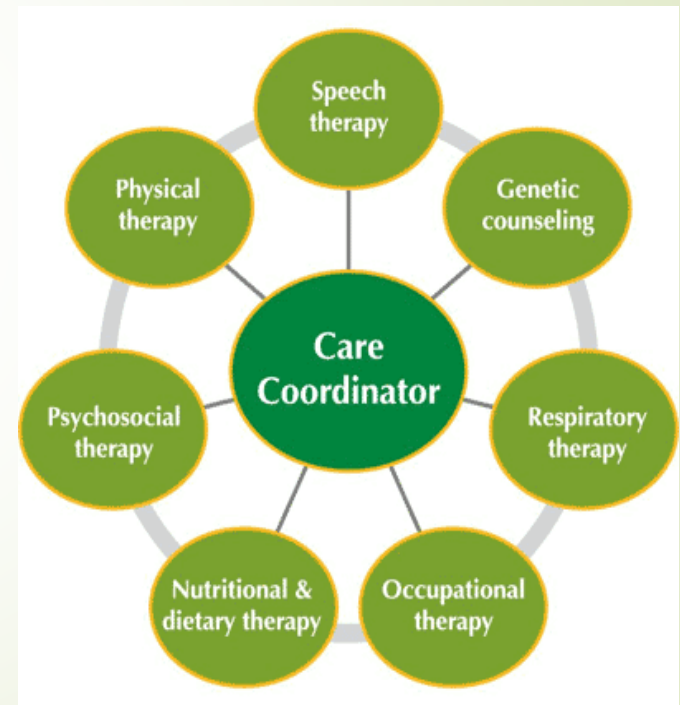 Speech
therapy
Genetic
counseling
Respiratory
therapy
Occupational
therapy
Nutritional &
dietary therapy
Psychosocial
therapy
Physical
therapy
Care
Coordinator